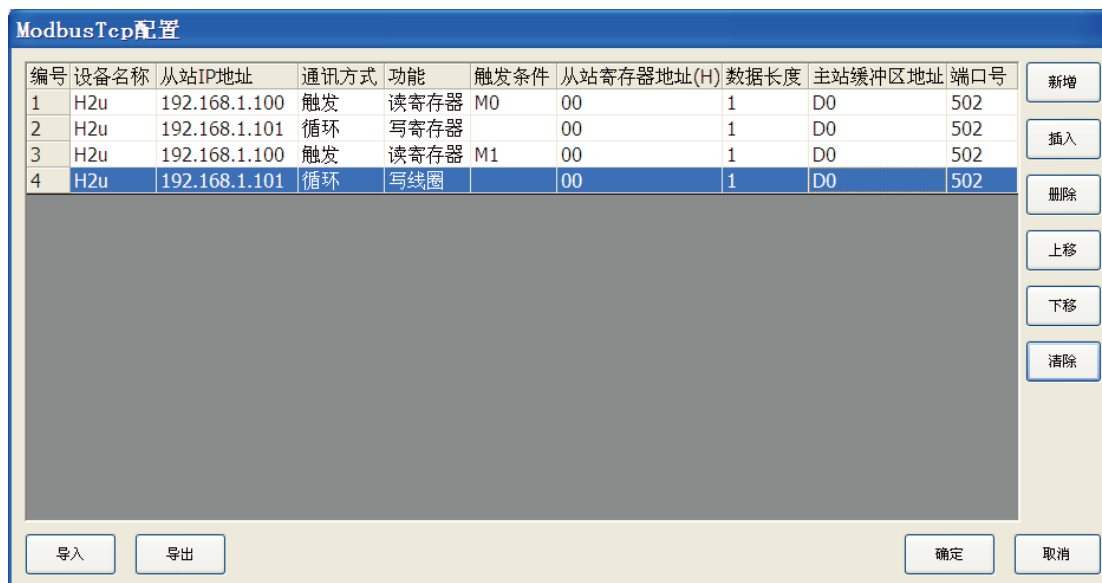 ModbusTcp配置
编号 设备名称 从站IP地址 通讯方式 功能 触发条件 从站寄存器地址(H) 数据长度 主站缓冲区地址 端口号
1 H2u 192.168.1.100 触发 读寄存器 M0 00 1 D0 502
2 H2u 192.168.1.101 循环 写寄存器 00 1 D0 502
3 H2u 192.168.1.100 触发 读寄存器 M1 00 1 D0 502
4 H2u 192.168.1.101 循环 写线圈 00 1 D0 502
新增
插入
删除
上移
下移
清除
导入 导出 确定 取消